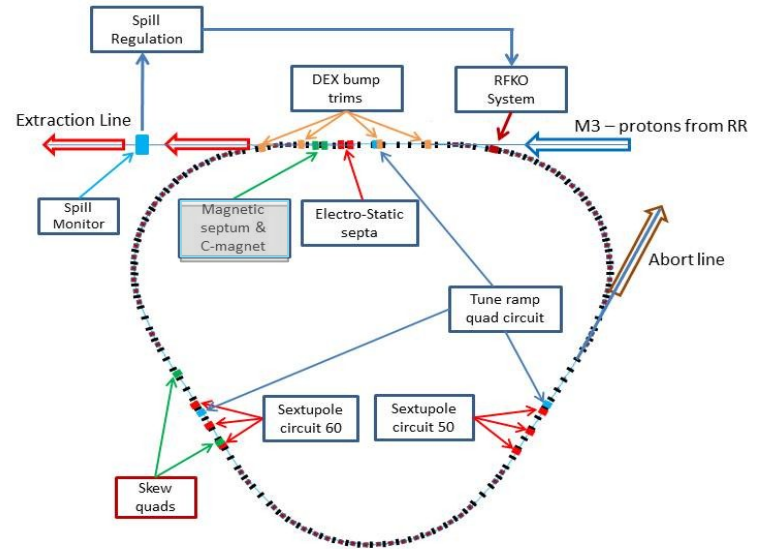 Spill
Regulation
DEX bump
trims
RFKO
System
Extraction Line
M3 – protons from RR
Spill
Monitor
Magnetic
septum &
C-magnet
Electro-Static
septa
Abort line
Tune ramp
quad circuit
Sextupole
circuit 60
Sextupole
circuit 50
Skew
quads